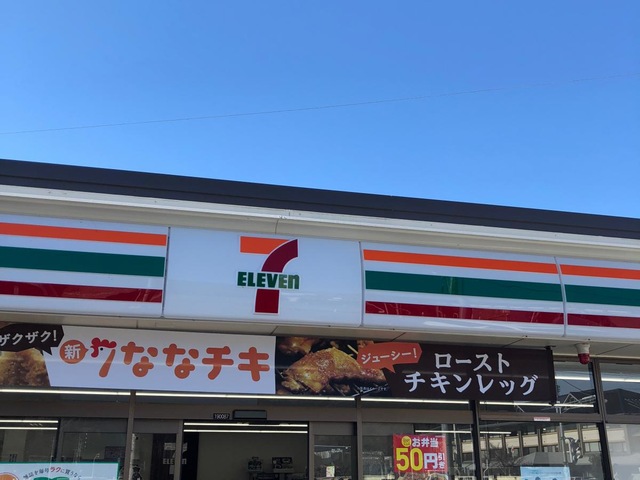 7
ELEVEN
ザクザク!
新
ななチキ
ジューシー!
ロースト
チキンレッグ
190087
お弁当
50円引き